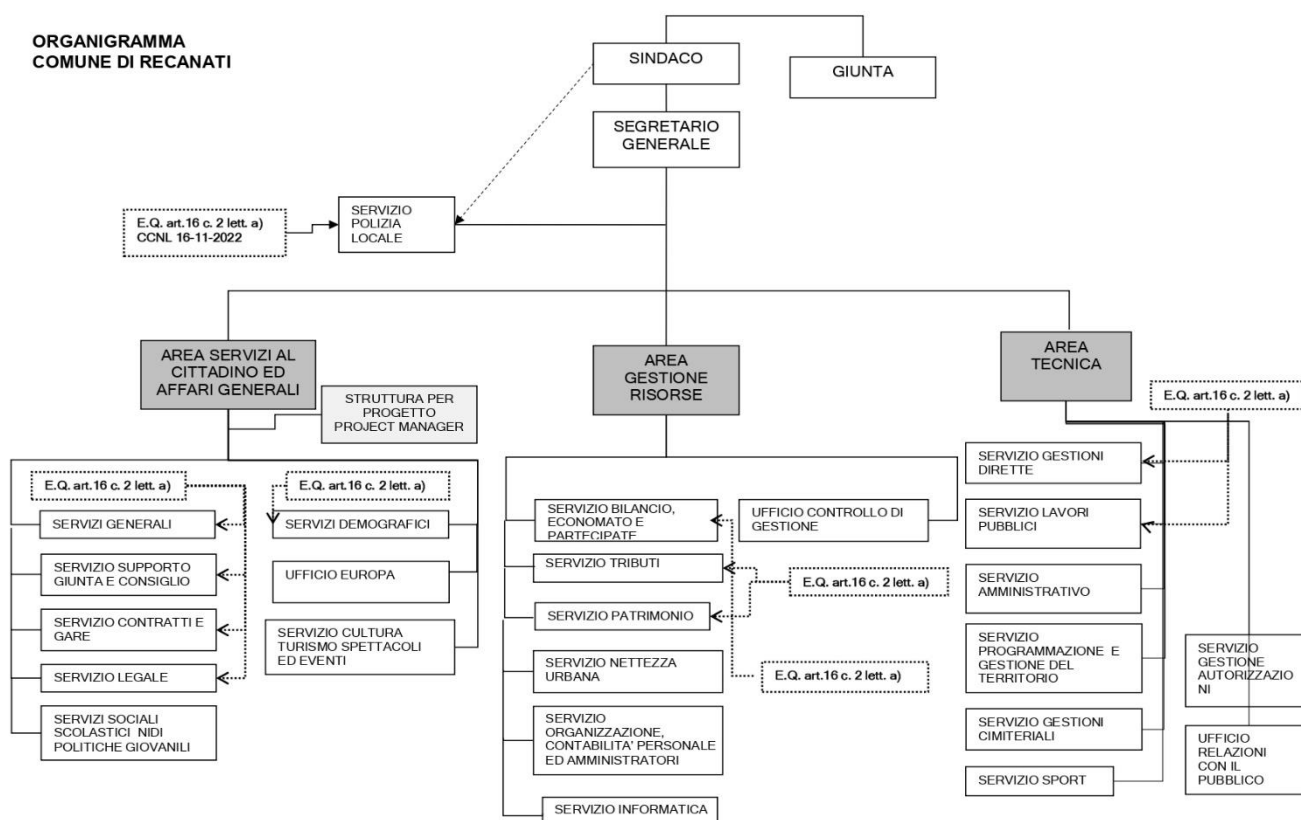 ORGANIGRAMMA
COMUNE DI RECANATI
SINDACO
GIUNTA
SEGRETARIO
GENERALE
E.Q. art.16 c. 2 lett. a)
CCNL 16-11-2022
SERVIZIO
POLIZIA
LOCALE
AREA SERVIZI AL
CITTADINO ED
AFFARI GENERALI
STRUTTURA PER
PROGETTO
PROJECT MANAGER
E.Q. art.16 c. 2 lett. a)
SERVIZI GENERALI
SERVIZIO SUPPORTO
GIUNTA E CONSIGLIO
SERVIZIO CONTRATTI E
GARE
SERVIZIO LEGALE
SERVIZI SOCIALI
SCOLASTICI NIDI
POLITICHE GIOVANILI
E.Q. art.16 c. 2 lett. a)
SERVIZI DEMOGRAFICI
UFFICIO EUROPA
SERVIZIO CULTURA
TURISMO SPETTACOLI
ED EVENTI
AREA
GESTIONE
RISORSE
SERVIZIO BILANCIO,
ECONOMATO E
PARTECIPATE
SERVIZIO TRIBUTI
SERVIZIO PATRIMONIO
SERVIZIO NETTEZZA
URBANA
SERVIZIO
ORGANIZZAZIONE,
CONTABILITA' PERSONALE
ED AMMINISTRATORI
SERVIZIO INFORMATICA
UFFICIO CONTROLLO DI
GESTIONE
E.Q. art.16 c. 2 lett. a)
E.Q. art.16 c. 2 lett. a)
AREA
TECNICA
E.Q. art.16 c. 2 lett. a)
SERVIZIO GESTIONI
DIRETTE
SERVIZIO LAVORI
PUBBLICI
SERVIZIO
AMMINISTRATIVO
SERVIZIO
PROGRAMMAZIONE E
GESTIONE DEL
TERRITORIO
SERVIZIO GESTIONI
CIMITERIALI
SERVIZIO SPORT
SERVIZIO
GESTIONE
AUTORIZZAZIO
NI
UFFICIO
RELAZIONI
CON IL
PUBBLICO